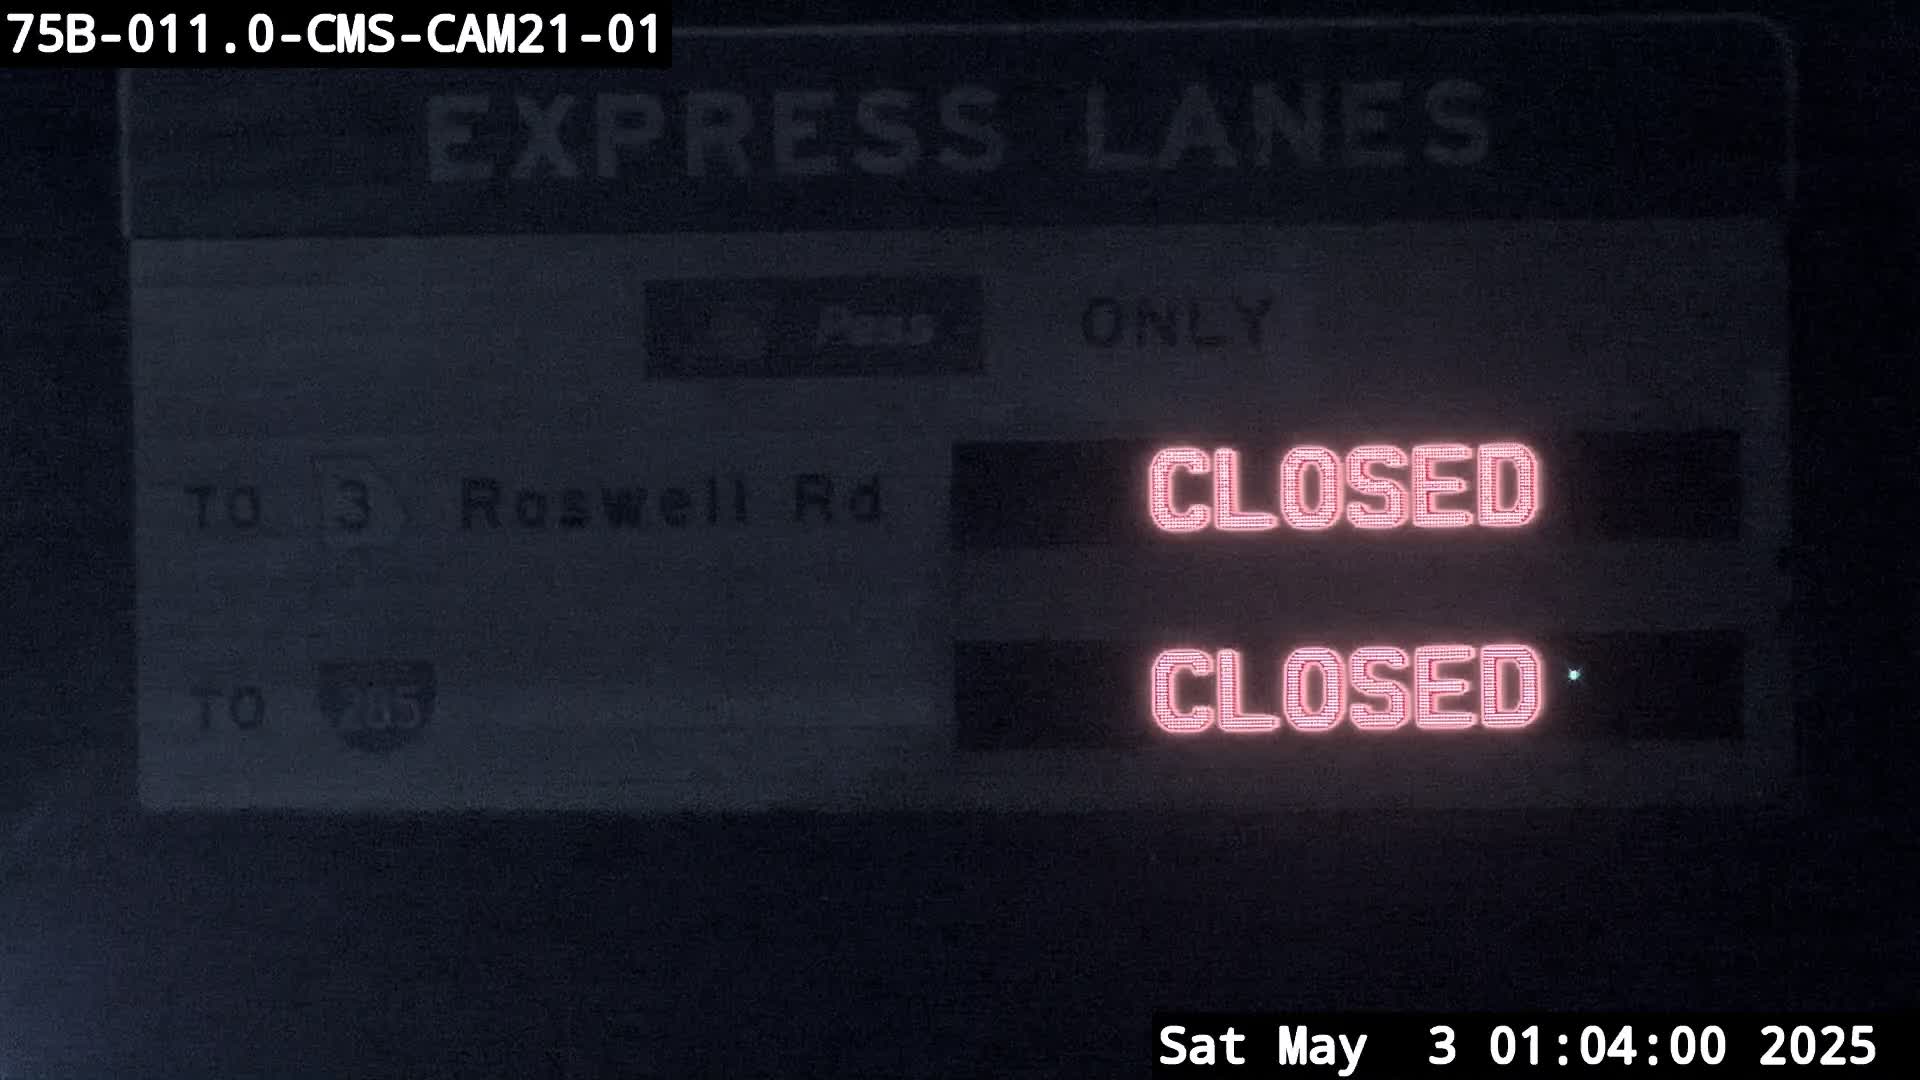 75B-011.0-CMS-CAM21-01
EXPRESS LANES
Pass ONLY
TO 3 Roswell Rd CLOSED
TO 285 CLOSED
Sat May 3 01:04:00 2025